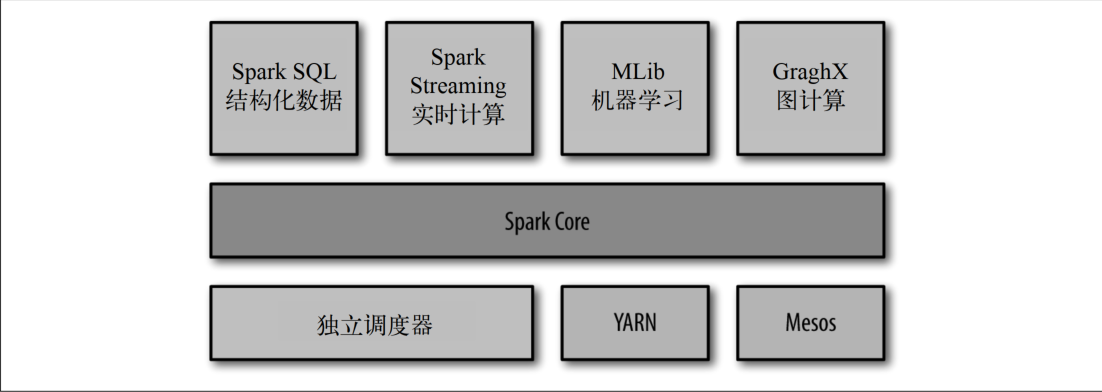 Spark SQL
结构化数据
Spark
Streaming
实时计算
MLib
机器学习
GraghX
图计算
Spark Core
独立调度器
YARN
Mesos